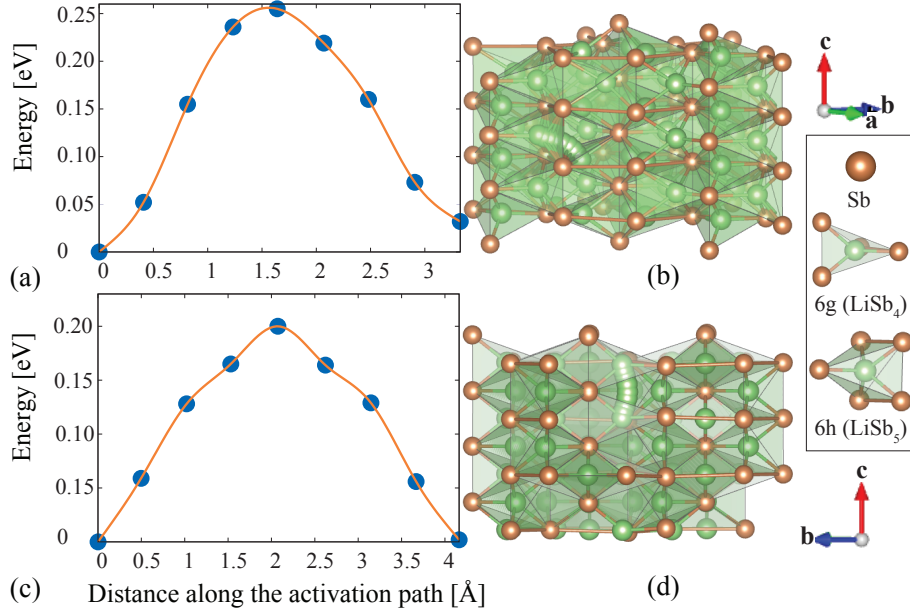 0.25
0.20
0.15
0.10
0.05
0
Energy [eV]
0 0.5 1 1.5 2 2.5 3
(a)
(b)
c
b
a
Sb
6g (LiSb₄)
6h (LiSb₅)
0.20
0.15
0.10
0.15
0
Energy [eV]
0 0.5 1 1.5 2 2.5 3 3.5 4
(c)
Distance along the activation path [Å]
(d)
c
b